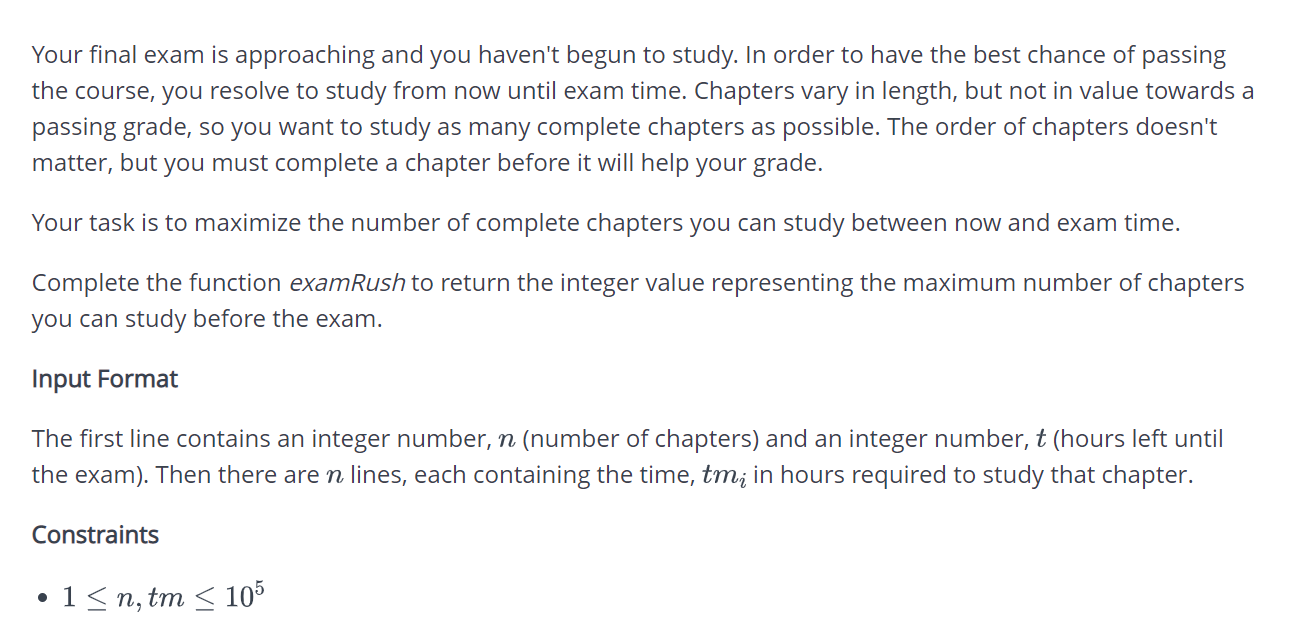 Your final exam is approaching and you haven't begun to study. In order to have the best chance of passing
the course, you resolve to study from now until exam time. Chapters vary in length, but not in value towards a
passing grade, so you want to study as many complete chapters as possible. The order of chapters doesn't
matter, but you must complete a chapter before it will help your grade.
Your task is to maximize the number of complete chapters you can study between now and exam time.
Complete the function examRush to return the integer value representing the maximum number of chapters
you can study before the exam.
Input Format
The first line contains an integer number, n (number of chapters) and an integer number, t (hours left until
the exam). Then there are n lines, each containing the time, tmᵢ in hours required to study that chapter.
Constraints
• 1 ≤ n, tm ≤ 10⁵